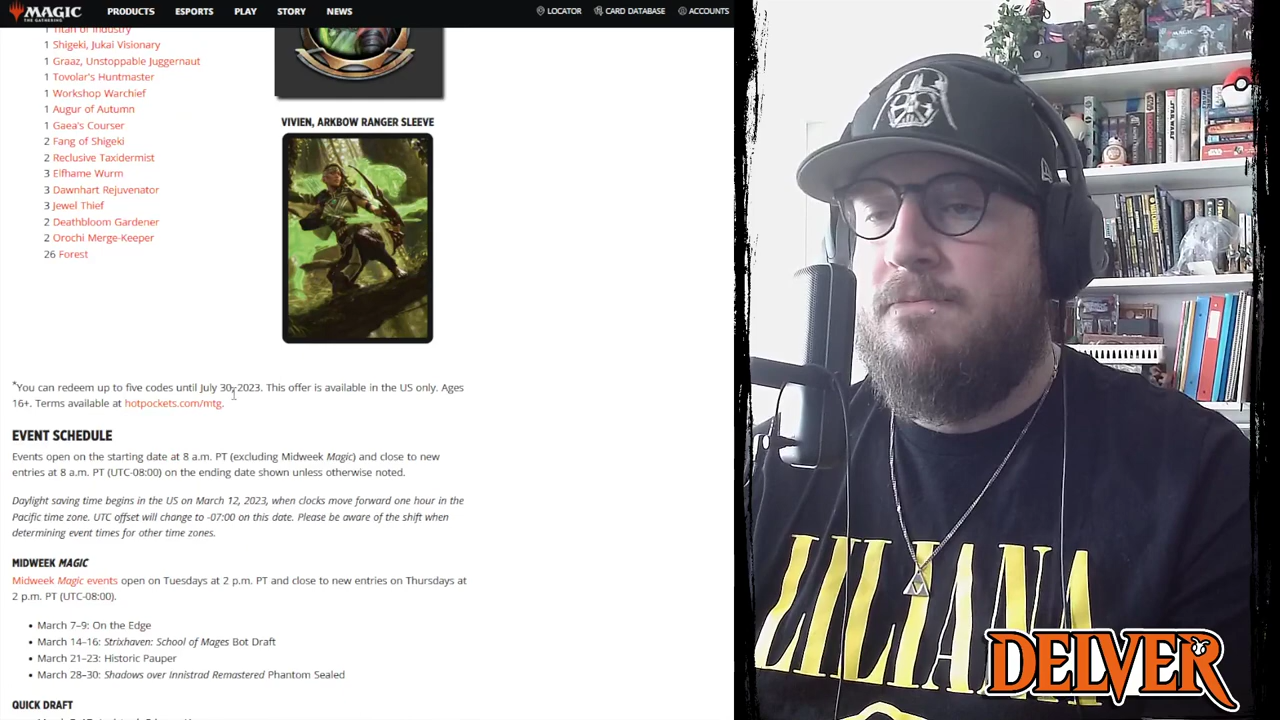 MAGIC
THE GATHERING
PRODUCTS ESPORTS PLAY STORY NEWS LOCATOR CARD DATABASE ACCOUNTS
1 Titan of Industry
1 Shigeki, Jukai Visionary
1 Graaz, Unstoppable Juggernaut
1 Tovolar's Huntmaster
1 Workshop Warchief
1 Augur of Autumn
1 Gaea's Courser
2 Fang of Shigeki
2 Reclusive Taxidermist
3 Elfhame Wurm
3 Dawnhart Rejuvenator
3 Jewel Thief
2 Deathbloom Gardener
2 Orochi Merge-Keeper
26 Forest
VIVIEN, ARKBOW RANGER SLEEVE
*You can redeem up to five codes until July 30, 2023. This offer is available in the US only. Ages
16+. Terms available at hotpockets.com/mtg.
EVENT SCHEDULE
Events open on the starting date at 8 a.m. PT (excluding Midweek Magic) and close to new
entries at 8 a.m. PT (UTC-08:00) on the ending date shown unless otherwise noted.
Daylight saving time begins in the US on March 12, 2023, when clocks move forward one hour in the
Pacific time zone. UTC offset will change to -07:00 on this date. Please be aware of the shift when
determining event times for other time zones.
MIDWEEK MAGIC
Midweek Magic events open on Tuesdays at 2 p.m. PT and close to new entries on Thursdays at
2 p.m. PT (UTC-08:00).
• March 7–9: On the Edge
• March 14–16: Strixhaven: School of Mages Bot Draft
• March 21–23: Historic Pauper
• March 28–30: Shadows over Innistrad Remastered Phantom Sealed
QUICK DRAFT
STAR WARS
LILIANA
DELVER